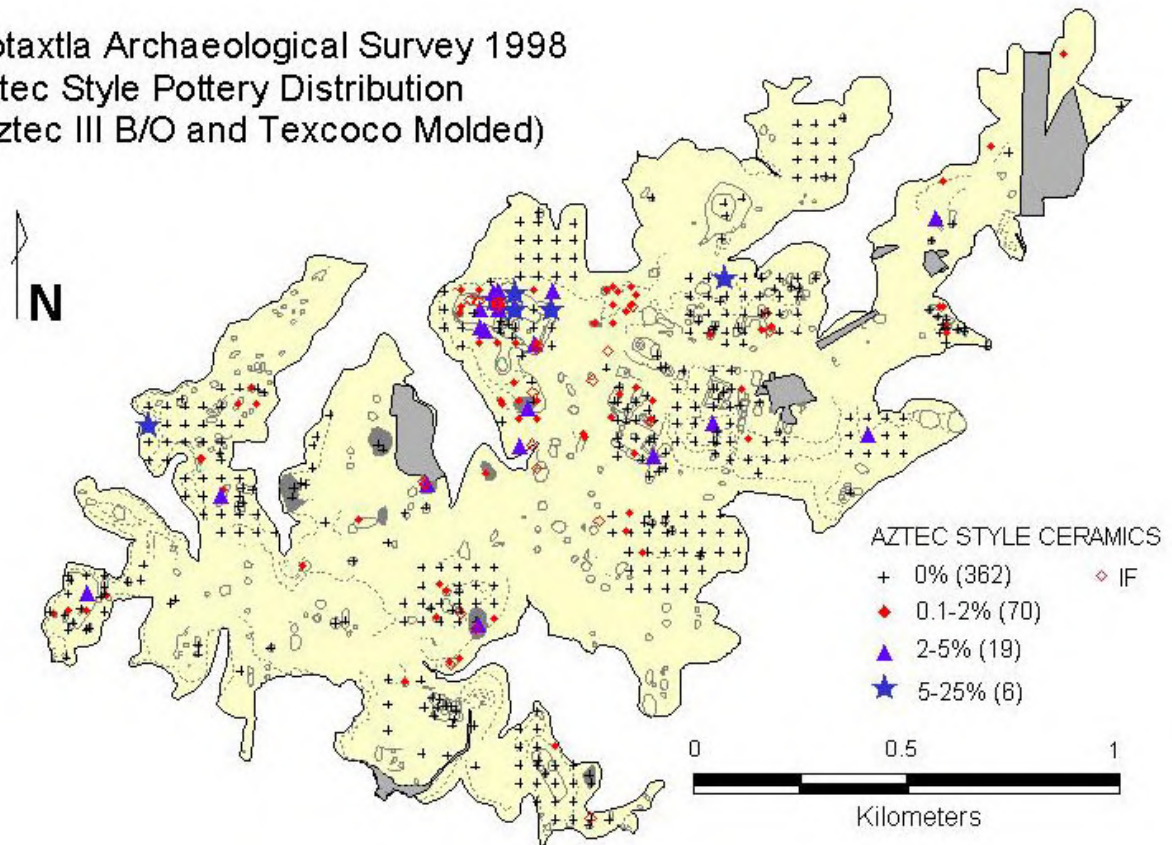 otaxtla Archaeological Survey 1998
tec Style Pottery Distribution
ztec III B/O and Texcoco Molded)
N
AZTEC STYLE CERAMICS
0% (362) IF
0.1-2% (70)
2-5% (19)
5-25% (6)
0 0.5 1
Kilometers